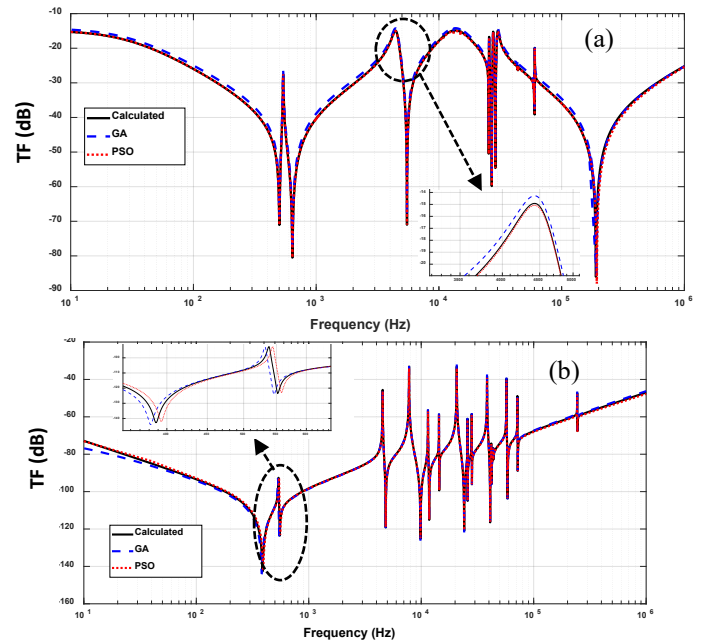 -10
-20
-30
-40
-50
-60
-70
-80
-90
TF (dB)
(a)
Calculated
GA
PSO
10^1
10^2
10^3
10^4
10^5
10^6
Frequency (Hz)
-20
-40
-60
-80
-100
-120
-140
-160
TF (dB)
(b)
Calculated
GA
PSO
10^1
10^2
10^3
10^4
10^5
10^6
Frequency (Hz)